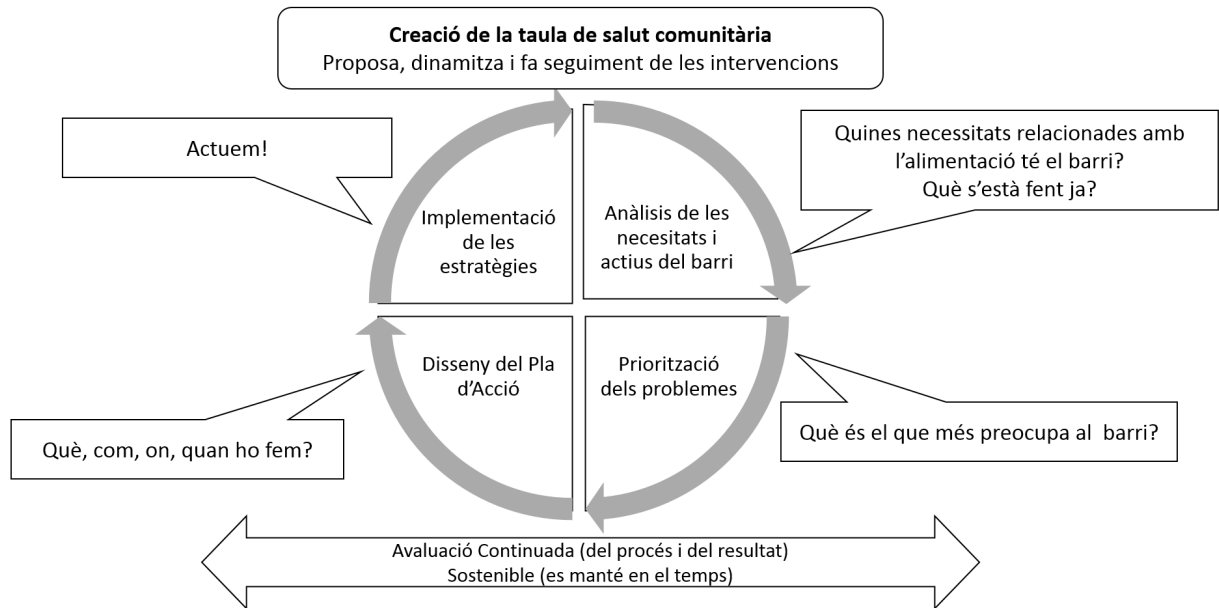 Creació de la taula de salut comunitària
Proposa, dinamitza i fa seguiment de les intervencions
Actuem!
Quines necessitats relacionades amb
l'alimentació té el barri?
Què s'està fent ja?
Implementació
de les
estratègies
Anàlisis de les
necesitats i
actius del barri
Disseny del Pla
d'Acció
Priorització
dels problemes
Què, com, on, quan ho fem?
Què és el que més preocupa al  barri?
Avaluació Continuada (del procés i del resultat)
Sostenible (es manté en el temps)